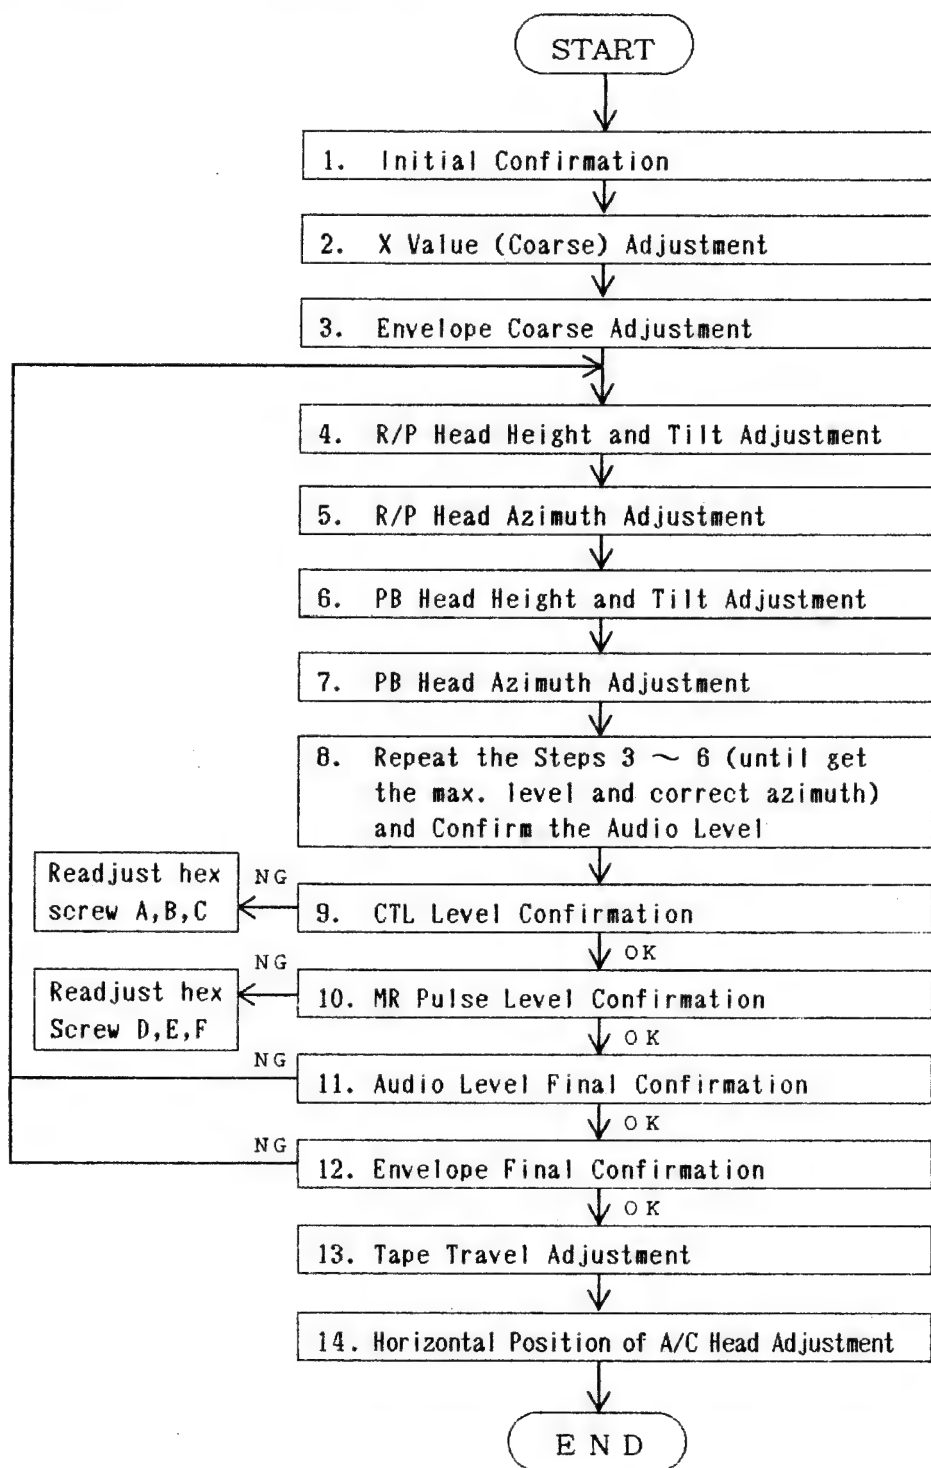 START
1. Initial Confirmation
2. X Value (Coarse) Adjustment
3. Envelope Coarse Adjustment
4. R/P Head Height and Tilt Adjustment
5. R/P Head Azimuth Adjustment
6. PB Head Height and Tilt Adjustment
7. PB Head Azimuth Adjustment
8. Repeat the Steps 3 ～ 6 (until get
the max. level and correct azimuth)
and Confirm the Audio Level
Readjust hex
screw A,B,C
NG
9. CTL Level Confirmation
OK
Readjust hex
Screw D,E,F
NG
10. MR Pulse Level Confirmation
OK
NG
11. Audio Level Final Confirmation
OK
NG
12. Envelope Final Confirmation
OK
13. Tape Travel Adjustment
14. Horizontal Position of A/C Head Adjustment
END